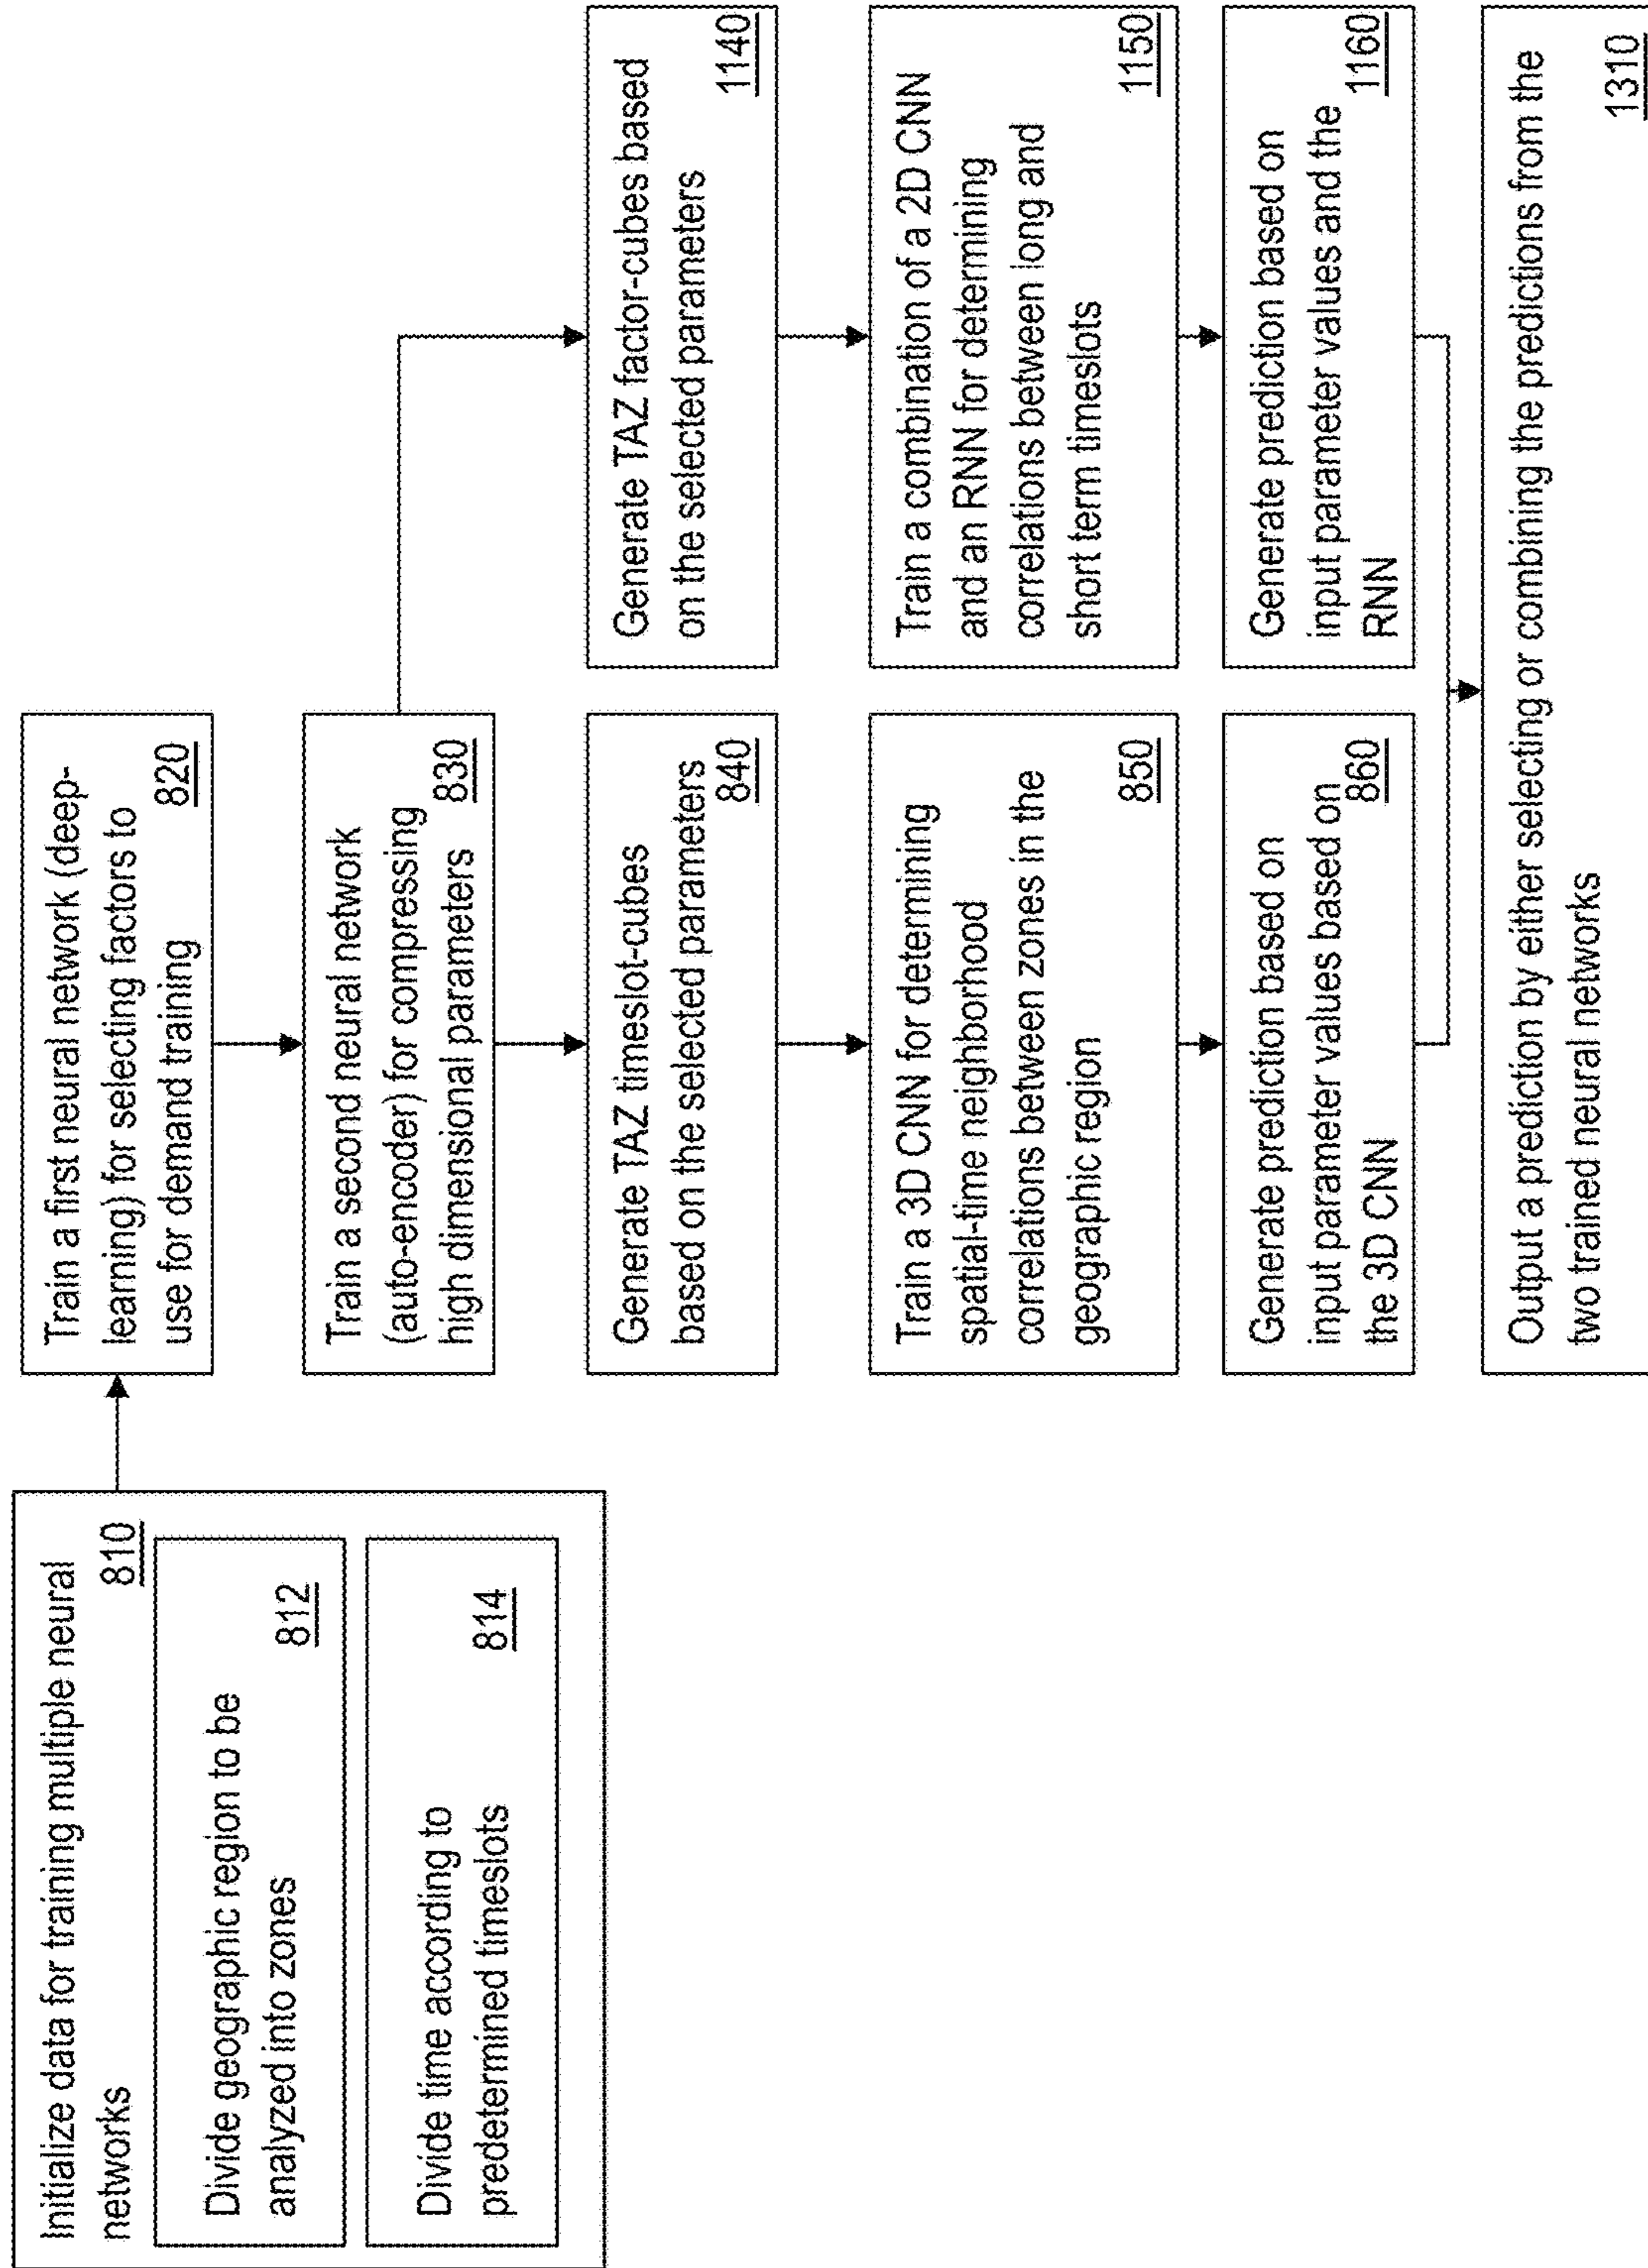 Initialize data for training multiple neural
networks
810
Divide geographic region to be
analyzed into zones
812
Divide time according to
predetermined timeslots
814
Train a first neural network (deep-
learning) for selecting factors to
use for demand training
820
Train a second neural network
(auto-encoder) for compressing
high dimensional parameters
830
Generate TAZ timeslot-cubes
based on the selected parameters
840
Train a 3D CNN for determining
spatial-time neighborhood
correlations between zones in the
geographic region
850
Generate prediction based on
input parameter values based on
the 3D CNN
860
Generate TAZ factor-cubes based
on the selected parameters
1140
Train a combination of a 2D CNN
and an RNN for determining
correlations between long and
short term timeslots
1150
Generate prediction based on
input parameter values and the
RNN
1160
Output a prediction by either selecting or combining the predictions from the
two trained neural networks
1310